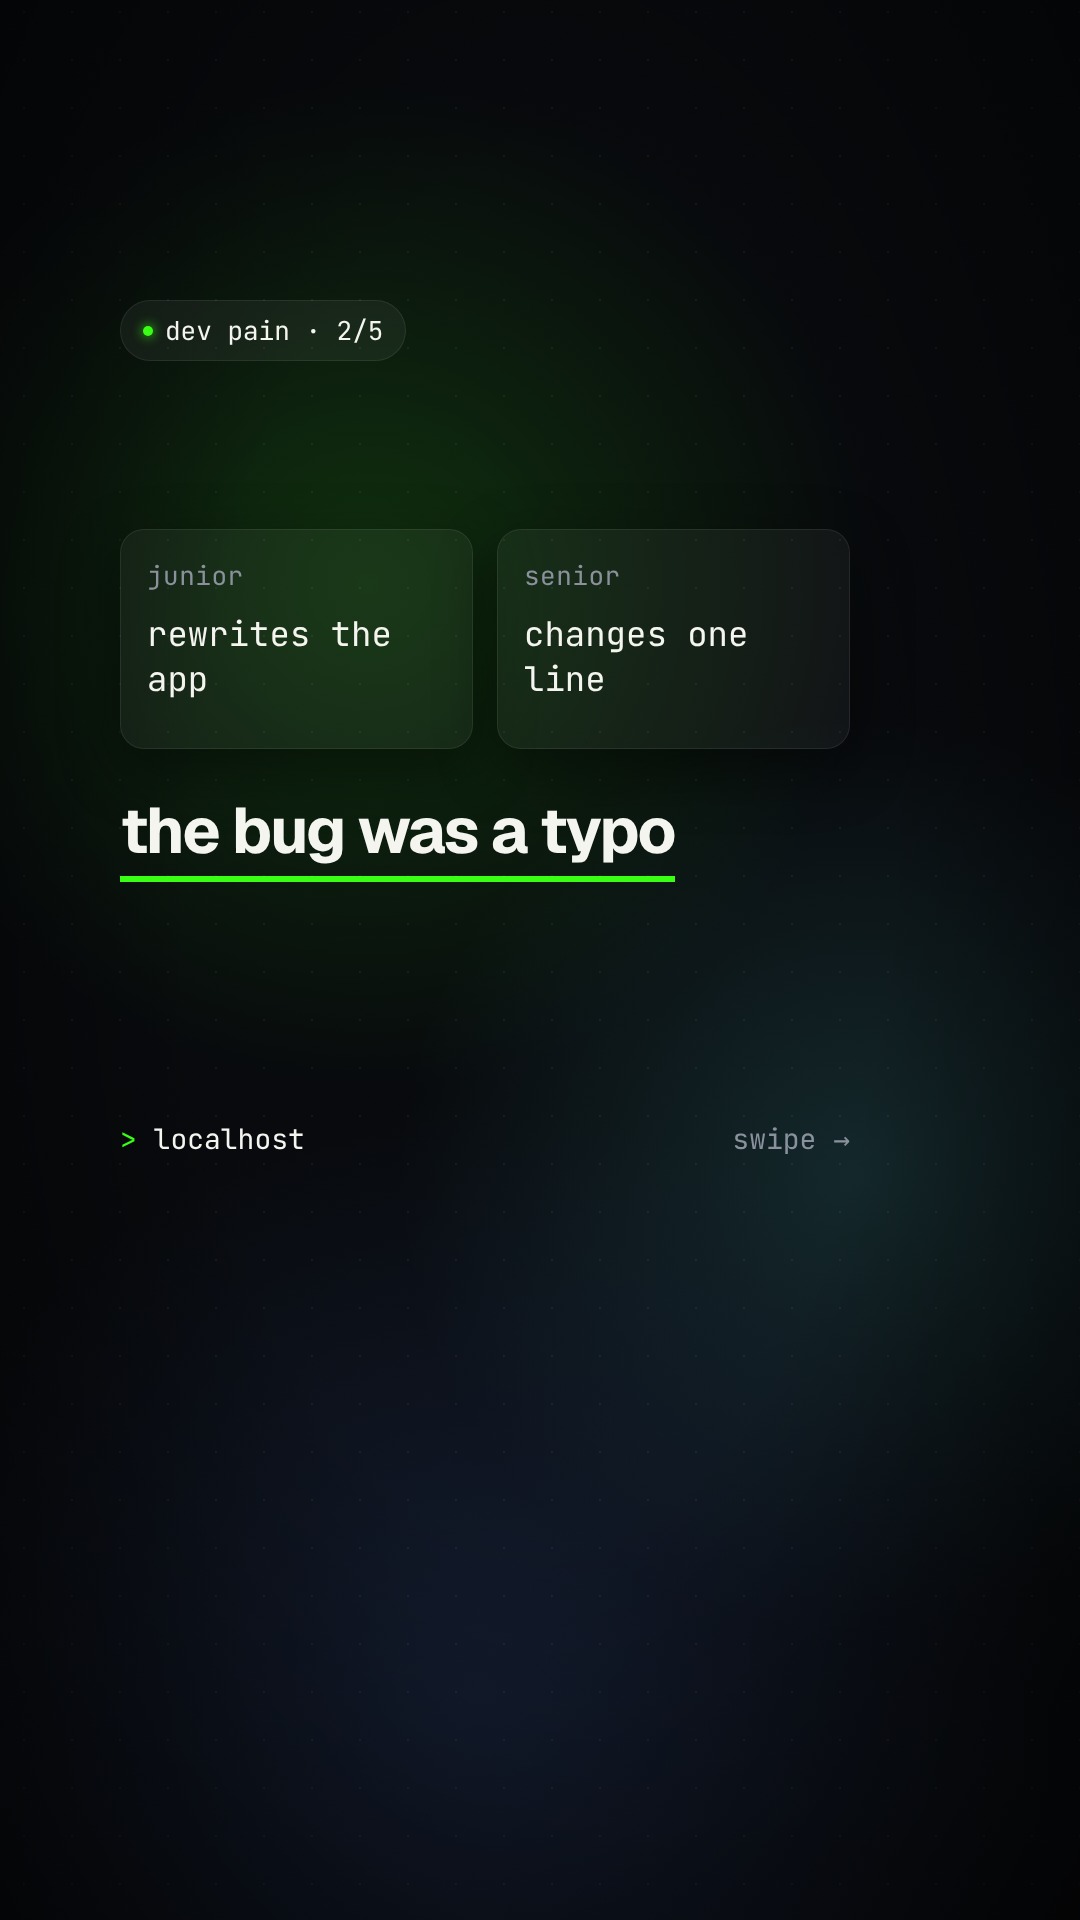 dev pain · 2/5
junior
rewrites the
app
senior
changes one
line
the bug was a typo
> localhost
swipe →